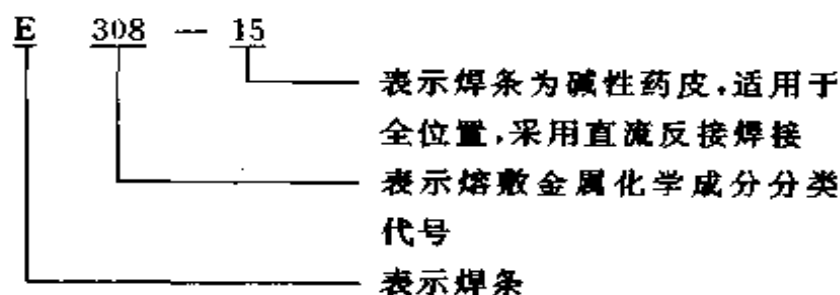 E 308 — 15
表示焊条为碱性药皮,适用于
全位置,采用直流反接焊接
表示熔敷金属化学成分分类
代号
表示焊条